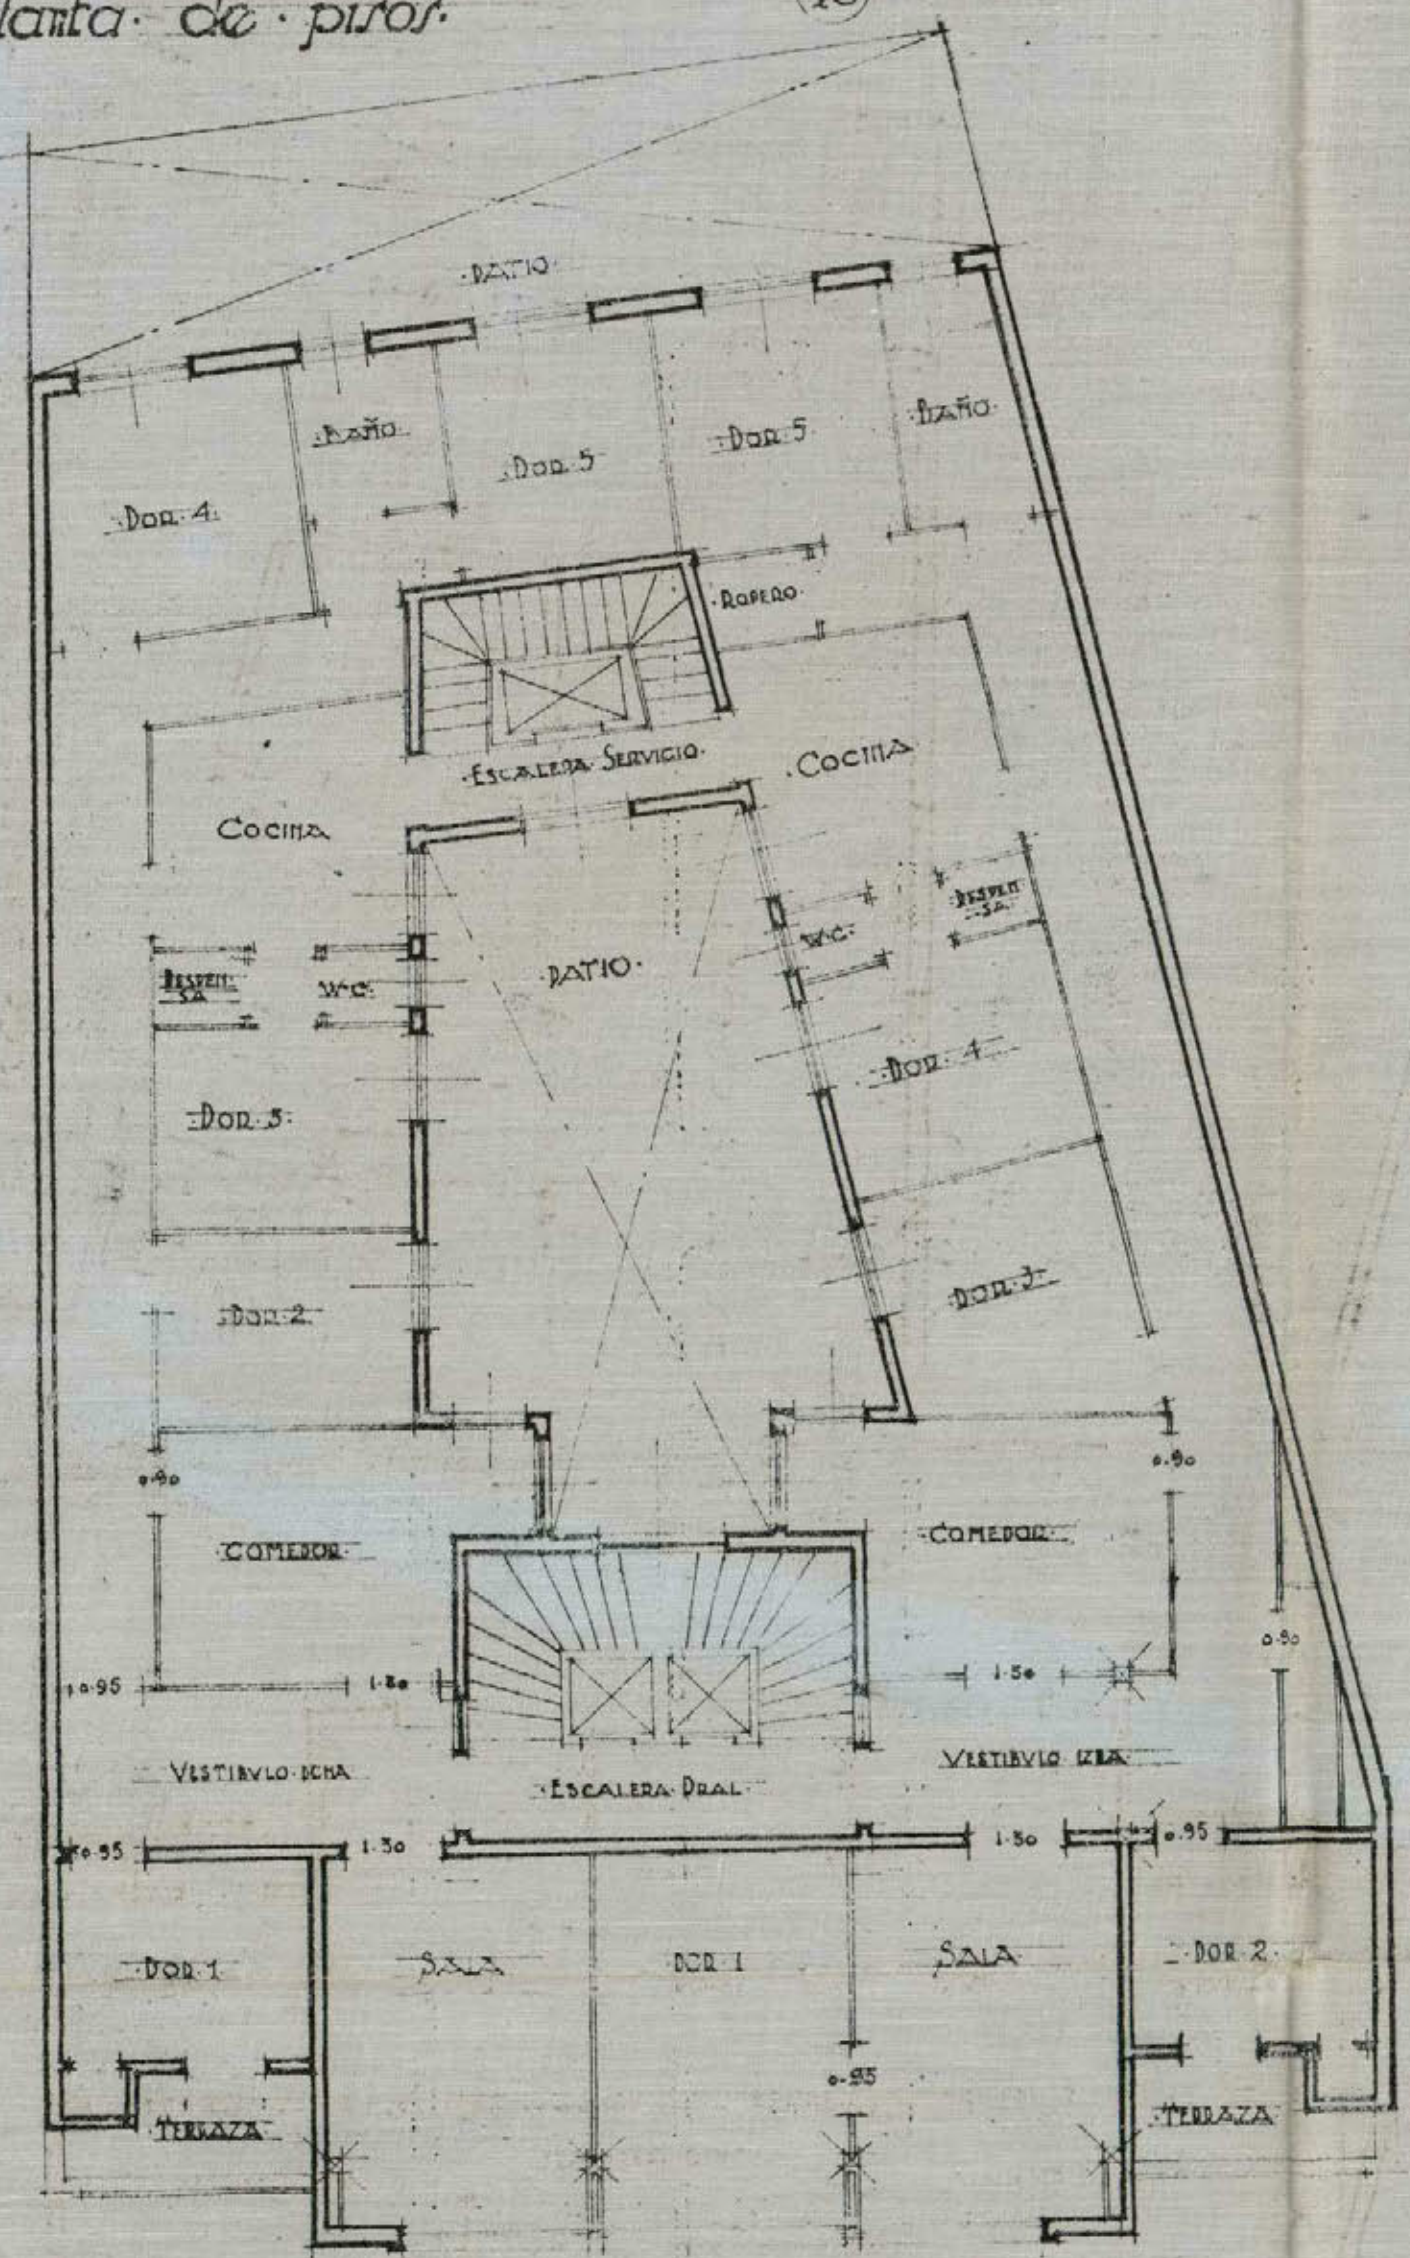 de · pisos.
· PATIO ·
· BAÑO ·
· DOR · 5
· DOR · 5
· BAÑO ·
· DOR · 4 ·
· ROPERO ·
· ESCALERA · SERVICIO ·
· COCINA
COCINA
DESPEN
SA
W·C·
· PATIO ·
DESPEN·
SA
W·C·
· DOR · 4
· DOR · 3 ·
· DOR · 3 ·
· DOR · 2 ·
0·90
0·90
COMEDOR ·
· COMEDOR ·
0·90
0·95
1·80
1·50
VESTIBVLO · DCHA
VESTIBVLO · IZRA ·
· ESCALERA · PRAL ·
0·95
1·30
1·30
0·95
· DOR · 1
SALA
DOR · 1
SALA ·
· DOR · 2 ·
0·95
TERRAZA
· TERRAZA